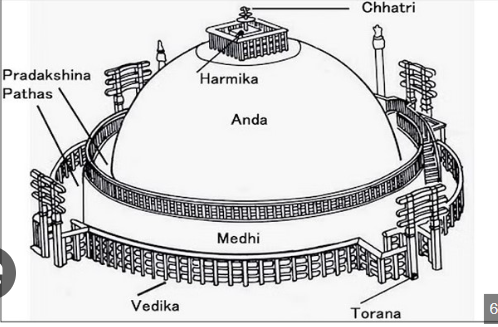 Chhatri
Pradakshina
Pathas
Harmika
Anda
Medhi
Vedika
Torana
6